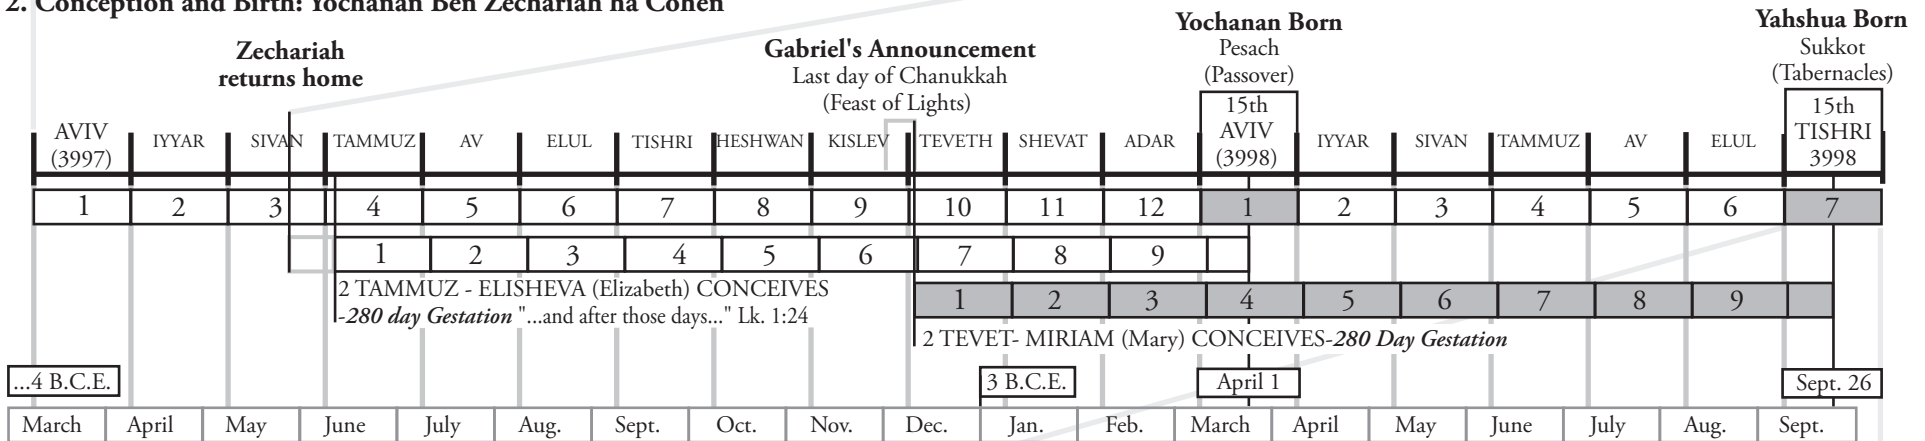 2. Conception and Birth: Yochanan Ben Zechariah ha Cohen
Zechariah
returns home
Gabriel's Announcement
Last day of Chanukkah
(Feast of Lights)
Yochanan Born
Pesach
(Passover)
Yahshua Born
Sukkot
(Tabernacles)
AVIV
(3997)
IYYAR
SIVAN
TAMMUZ
AV
ELUL
TISHRI
HESHWAN
KISLEV
TEVETH
SHEVAT
ADAR
15th
AVIV
(3998)
IYYAR
SIVAN
TAMMUZ
AV
ELUL
15th
TISHRI
3998
1 2 3 4 5 6 7 8 9 10 11 12 1 2 3 4 5 6 7
1 2 3 4 5 6 7 8 9
2 TAMMUZ - ELISHEVA (Elizabeth) CONCEIVES
-280 day Gestation "...and after those days..." Lk. 1:24
1 2 3 4 5 6 7 8 9
2 TEVET- MIRIAM (Mary) CONCEIVES-280 Day Gestation
...4 B.C.E.
3 B.C.E.
April 1
Sept. 26
March April May June July Aug. Sept. Oct. Nov. Dec. Jan. Feb. March April May June July Aug. Sept.